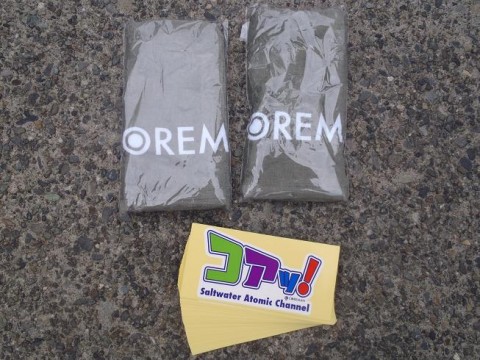 OREM
OREM
コアッ!
Saltwater Atomic Channel